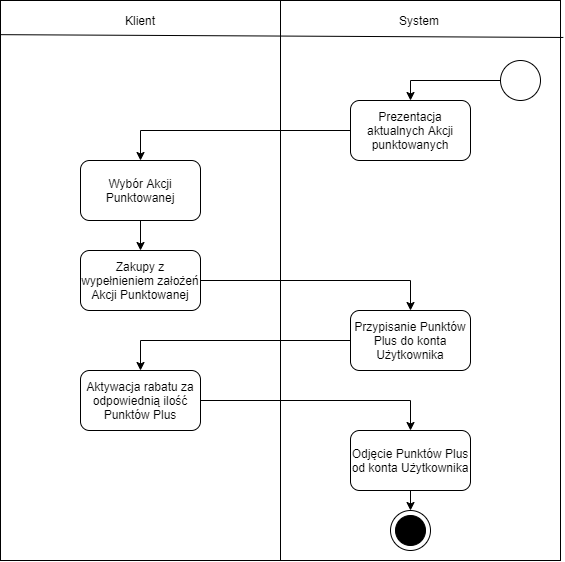 Klient
System
Prezentacja
aktualnych Akcji
punktowanych
Wybór Akcji
Punktowanej
Zakupy z
wypełnieniem założeń
Akcji Punktowanej
Przypisanie Punktów
Plus do konta
Użytkownika
Aktywacja rabatu za
odpowiednią ilość
Punktów Plus
Odjęcie Punktów Plus
od konta Użytkownika